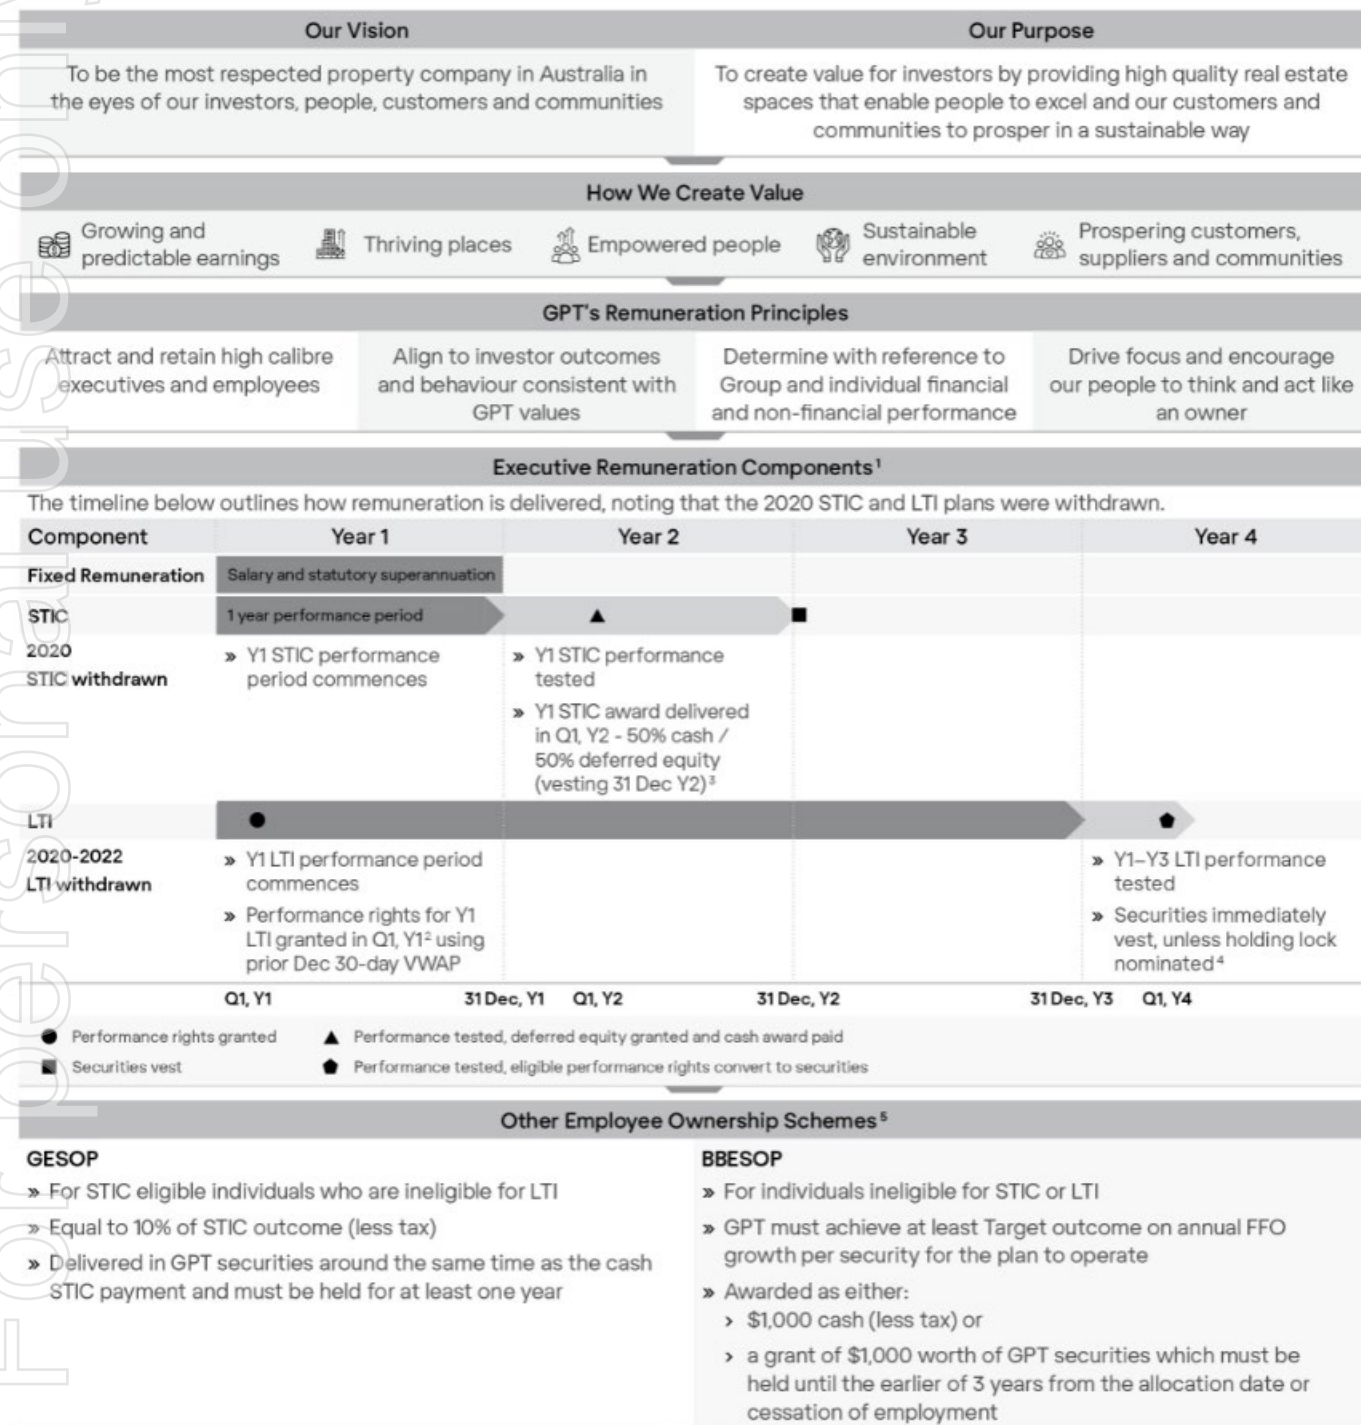 Our Vision
To be the most respected property company in Australia in
the eyes of our investors, people, customers and communities
Our Purpose
To create value for investors by providing high quality real estate
spaces that enable people to excel and our customers and
communities to prosper in a sustainable way
How We Create Value
Growing and
predictable earnings
Thriving places
Empowered people
Sustainable
environment
Prospering customers,
suppliers and communities
GPT's Remuneration Principles
Attract and retain high calibre
executives and employees
Align to investor outcomes
and behaviour consistent with
GPT values
Determine with reference to
Group and individual financial
and non-financial performance
Drive focus and encourage
our people to think and act like
an owner
Executive Remuneration Components¹
The timeline below outlines how remuneration is delivered, noting that the 2020 STIC and LTI plans were withdrawn.
Component Year 1 Year 2 Year 3 Year 4
Fixed Remuneration Salary and statutory superannuation
STIC 1 year performance period
2020
STIC withdrawn
» Y1 STIC performance
period commences
» Y1 STIC performance
tested
» Y1 STIC award delivered
in Q1, Y2 - 50% cash /
50% deferred equity
(vesting 31 Dec Y2)³
LTI
2020-2022
LTI withdrawn
» Y1 LTI performance period
commences
» Performance rights for Y1
LTI granted in Q1, Y1² using
prior Dec 30-day VWAP
» Y1–Y3 LTI performance
tested
» Securities immediately
vest, unless holding lock
nominated⁴
Q1, Y1 31 Dec, Y1 Q1, Y2 31 Dec, Y2 31 Dec, Y3 Q1, Y4
Performance rights granted
Performance tested, deferred equity granted and cash award paid
Securities vest
Performance tested, eligible performance rights convert to securities
Other Employee Ownership Schemes⁵
GESOP
» For STIC eligible individuals who are ineligible for LTI
» Equal to 10% of STIC outcome (less tax)
» Delivered in GPT securities around the same time as the cash
STIC payment and must be held for at least one year
BBESOP
» For individuals ineligible for STIC or LTI
» GPT must achieve at least Target outcome on annual FFO
growth per security for the plan to operate
» Awarded as either:
› $1,000 cash (less tax) or
› a grant of $1,000 worth of GPT securities which must be
held until the earlier of 3 years from the allocation date or
cessation of employment
For personal use only